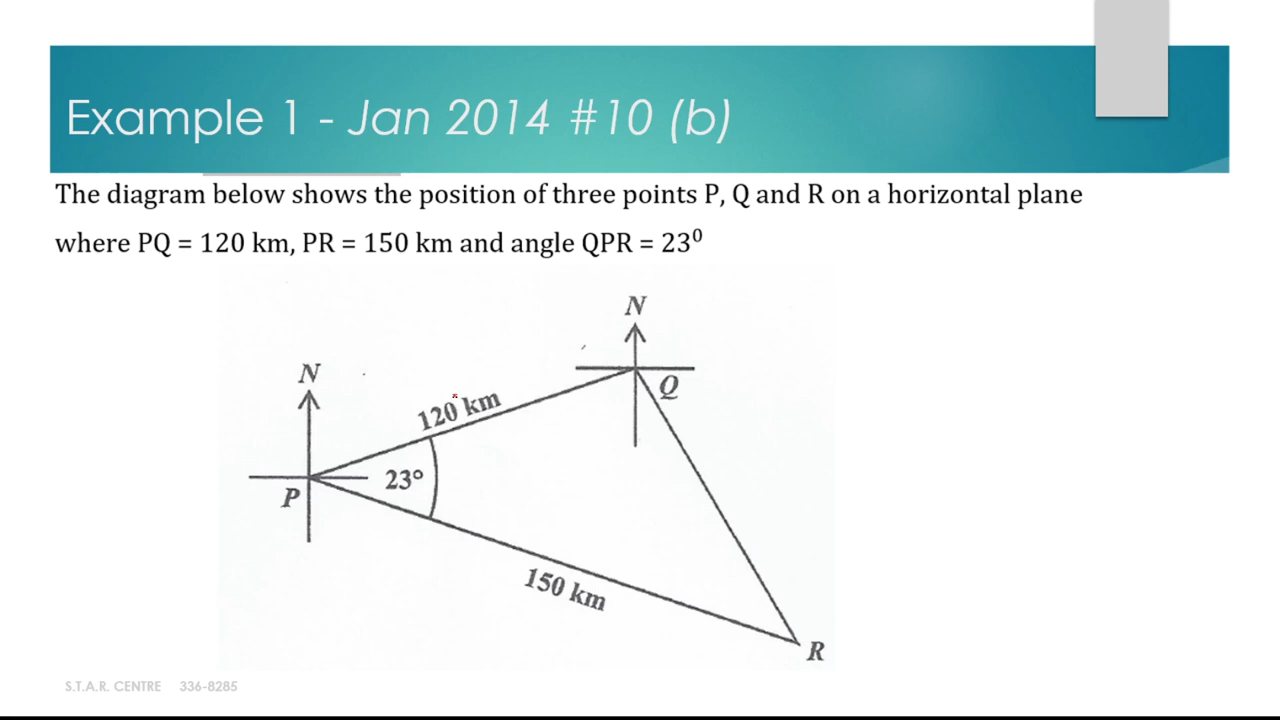 Example 1 - Jan 2014 #10 (b)
The diagram below shows the position of three points P, Q and R on a horizontal plane
where PQ = 120 km, PR = 150 km and angle QPR = 23⁰
N
N
Q
120 km
23°
P
150 km
R
S.T.A.R. CENTRE 336-8285